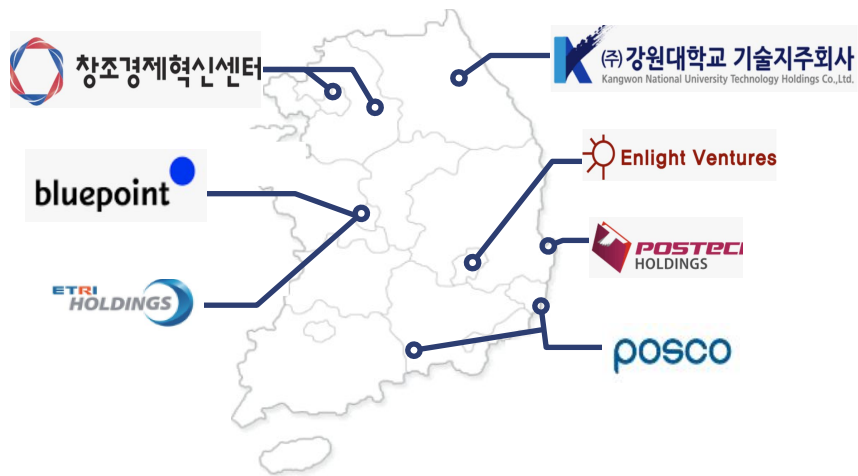 창조경제혁신센터
(주)강원대학교 기술지주회사
Kangwon National University Technology Holdings Co.,Ltd.
Enlight Ventures
bluepoint
POSTECH
HOLDINGS
ETRI
HOLDINGS
posco